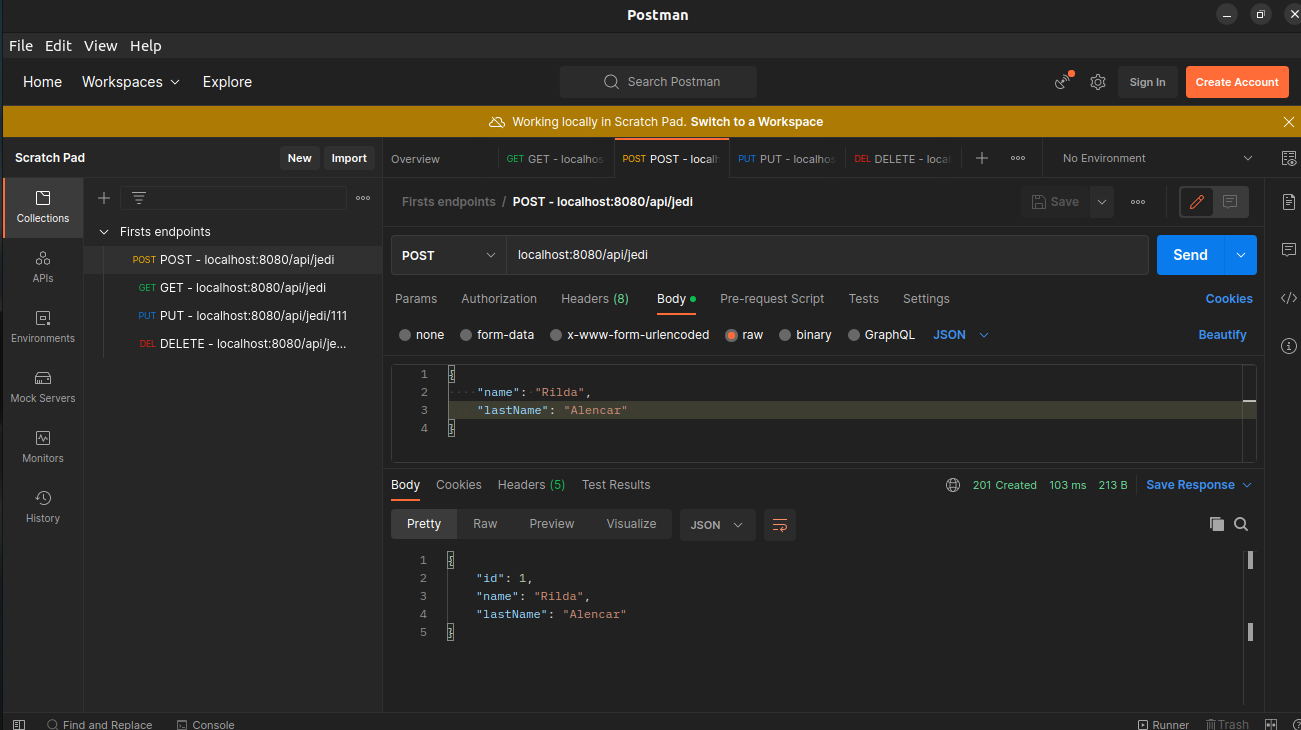 Postman
File Edit View Help
Home Workspaces Explore Search Postman Sign In Create Account
Working locally in Scratch Pad. Switch to a Workspace
Scratch Pad New Import
Overview GET GET - localhos POST POST - localh PUT PUT - localhos DEL DELETE - local No Environment
Collections
APIs
Environments
Mock Servers
Monitors
History
Firsts endpoints
POST POST - localhost:8080/api/jedi
GET GET - localhost:8080/api/jedi
PUT PUT - localhost:8080/api/jedi/111
DEL DELETE - localhost:8080/api/je...
Firsts endpoints / POST - localhost:8080/api/jedi Save
POST localhost:8080/api/jedi Send
Params Authorization Headers (8) Body Pre-request Script Tests Settings Cookies
none form-data x-www-form-urlencoded raw binary GraphQL JSON Beautify
1 {
2 "name": "Rilda",
3 "lastName": "Alencar"
4 }
Body Cookies Headers (5) Test Results 201 Created 103 ms 213 B Save Response
Pretty Raw Preview Visualize JSON
1 {
2 "id": 1,
3 "name": "Rilda",
4 "lastName": "Alencar"
5 }
Find and Replace Console Runner Trash